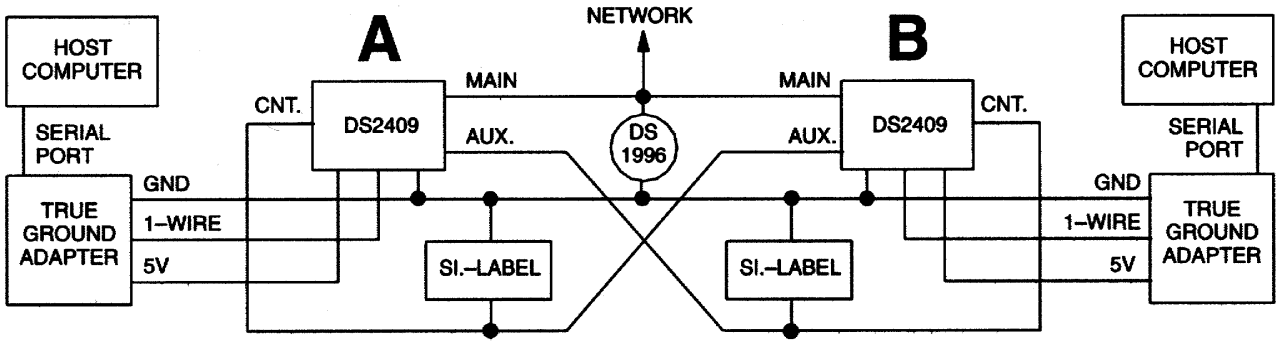 NETWORK
A
B
HOST
COMPUTER
HOST
COMPUTER
MAIN
MAIN
CNT.
CNT.
DS2409
DS2409
DS
1996
AUX.
AUX.
SERIAL
PORT
SERIAL
PORT
GND
GND
TRUE
GROUND
ADAPTER
TRUE
GROUND
ADAPTER
1–WIRE
1–WIRE
5V
5V
SI.–LABEL
SI.–LABEL